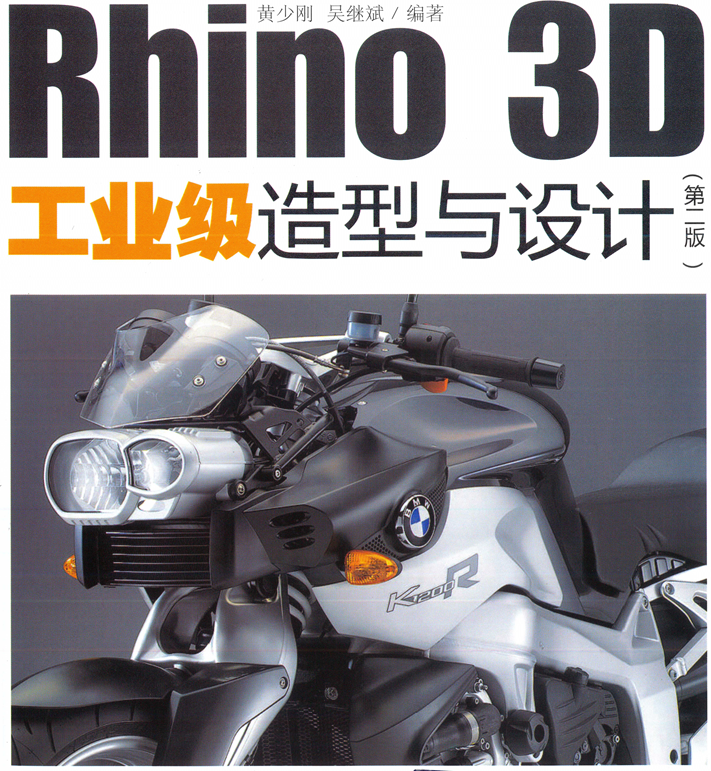 黄少刚 吴继斌 / 编著
Rhino 3D
工业级造型与设计
(第二版)
BMW
K1200R